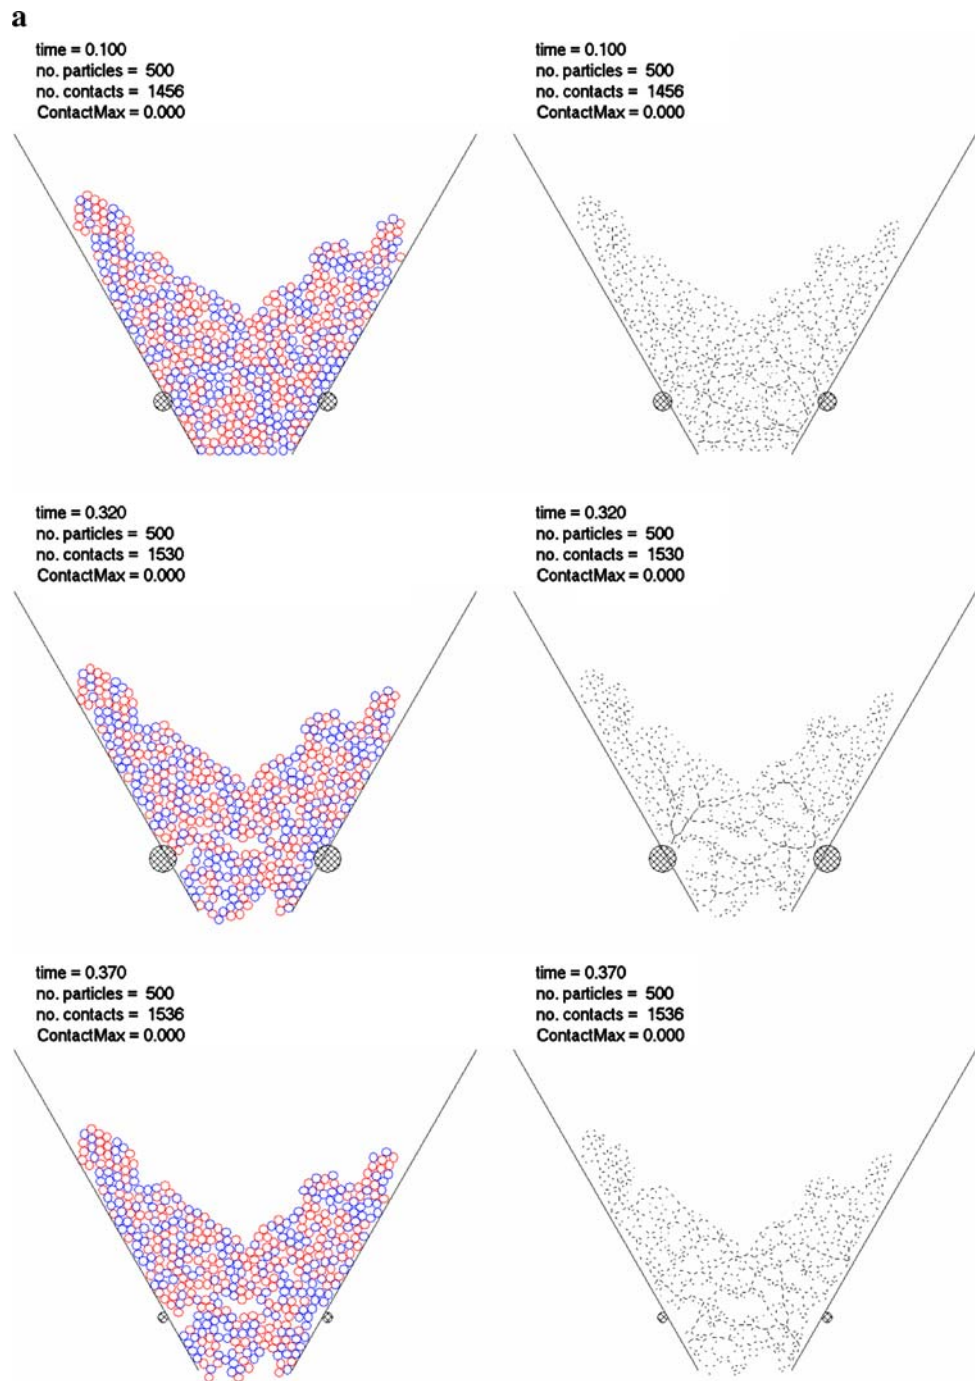 a
time = 0.100
no. particles = 500
no. contacts = 1456
ContactMax = 0.000
time = 0.100
no. particles = 500
no. contacts = 1456
ContactMax = 0.000
time = 0.320
no. particles = 500
no. contacts = 1530
ContactMax = 0.000
time = 0.320
no. particles = 500
no. contacts = 1530
ContactMax = 0.000
time = 0.370
no. particles = 500
no. contacts = 1536
ContactMax = 0.000
time = 0.370
no. particles = 500
no. contacts = 1536
ContactMax = 0.000